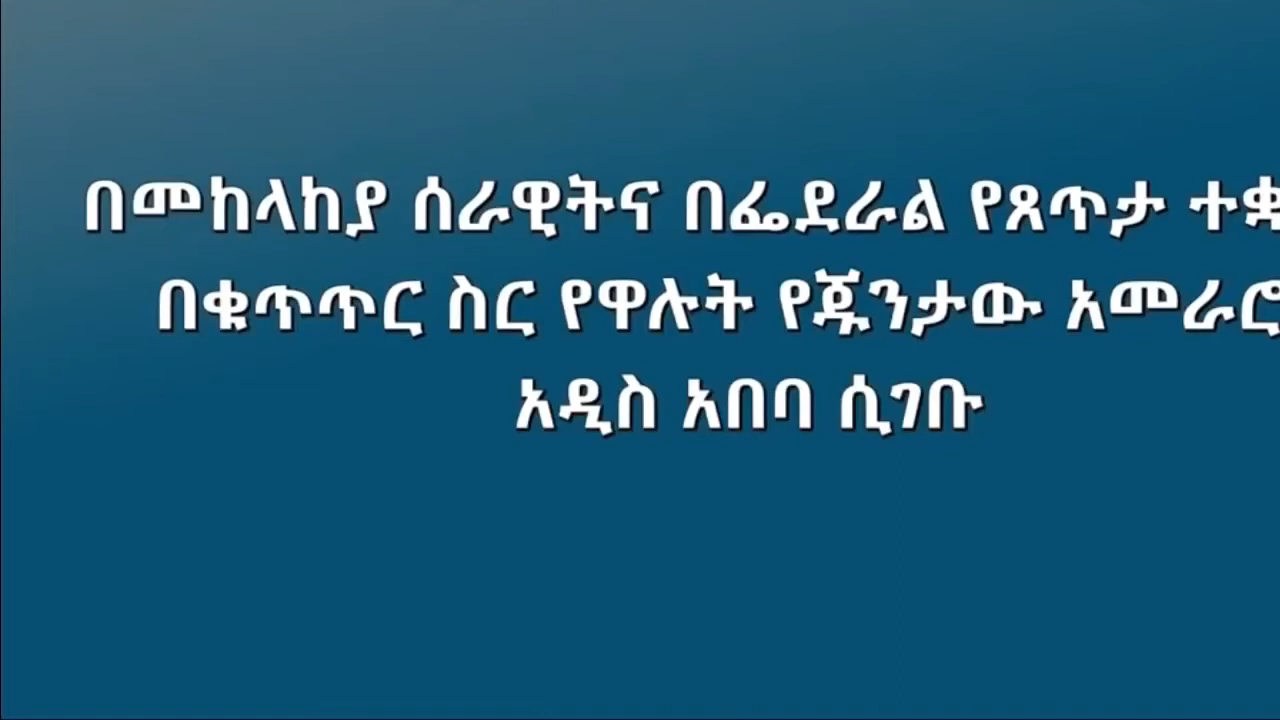 በመከላከያ ሰራዊትና በፌደራል የጸጥታ
በቁጥጥር ስር የዋሉት የጁንታው
አዲስ አበባ ሲገቡ